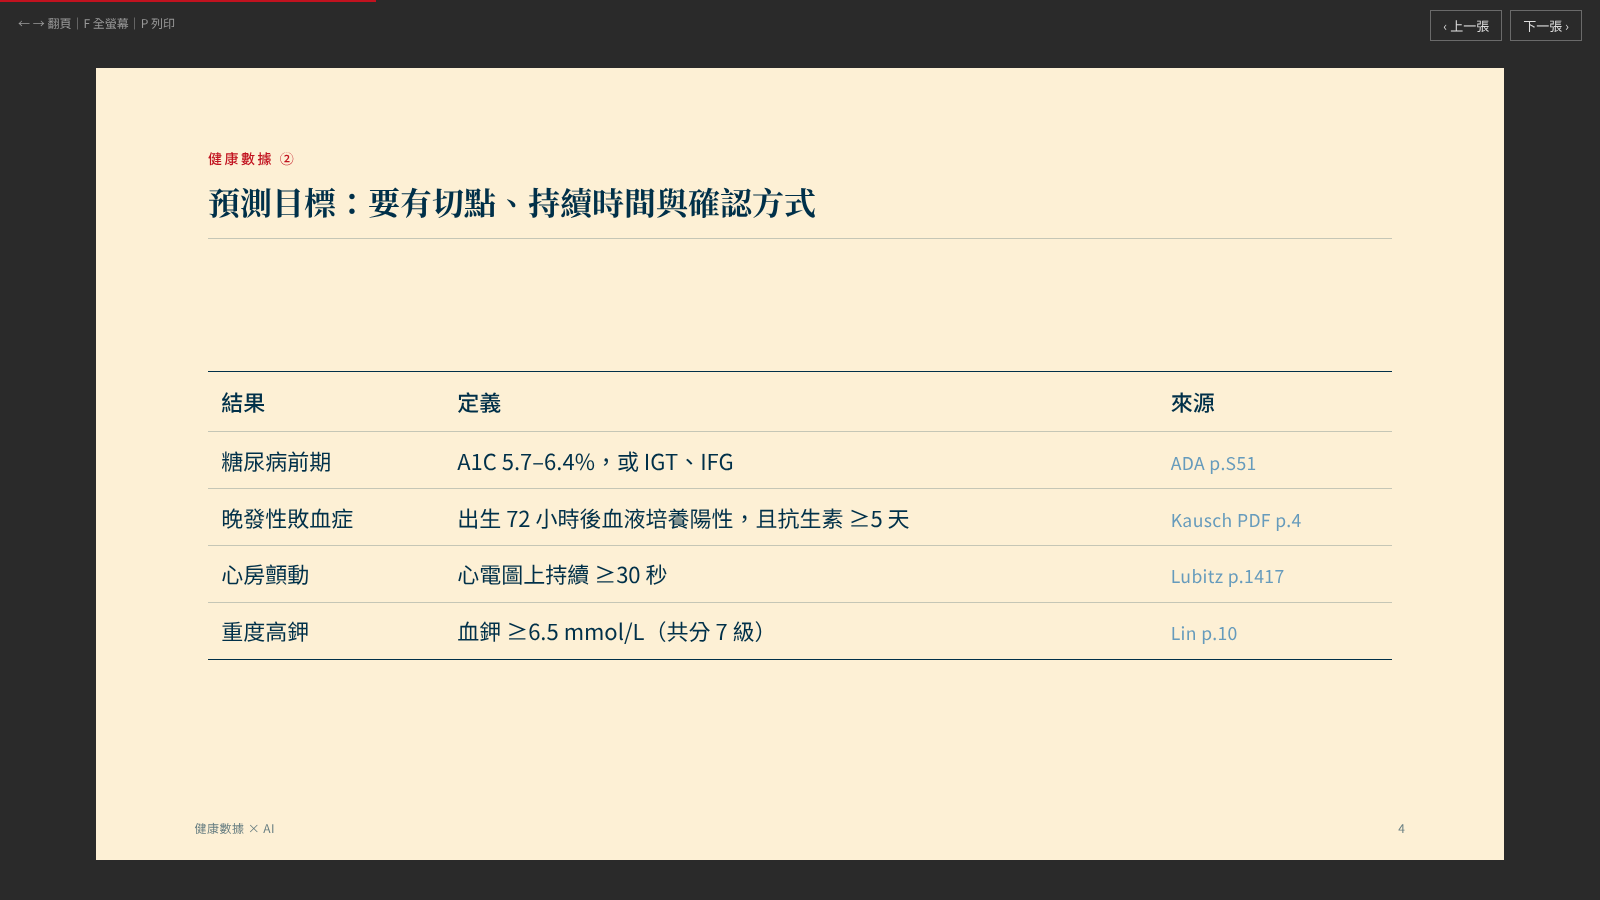 ←→ 翻頁｜F 全螢幕｜P 列印
‹ 上一張
下一張 ›
健康數據 ②
預測目標：要有切點、持續時間與確認方式
結果 定義 來源
糖尿病前期 A1C 5.7–6.4%，或 IGT、IFG ADA p.S51
晚發性敗血症 出生 72 小時後血液培養陽性，且抗生素 ≥5 天 Kausch PDF p.4
心房顫動 心電圖上持續 ≥30 秒 Lubitz p.1417
重度高鉀 血鉀 ≥6.5 mmol/L（共分 7 級） Lin p.10
健康數據 × AI
4